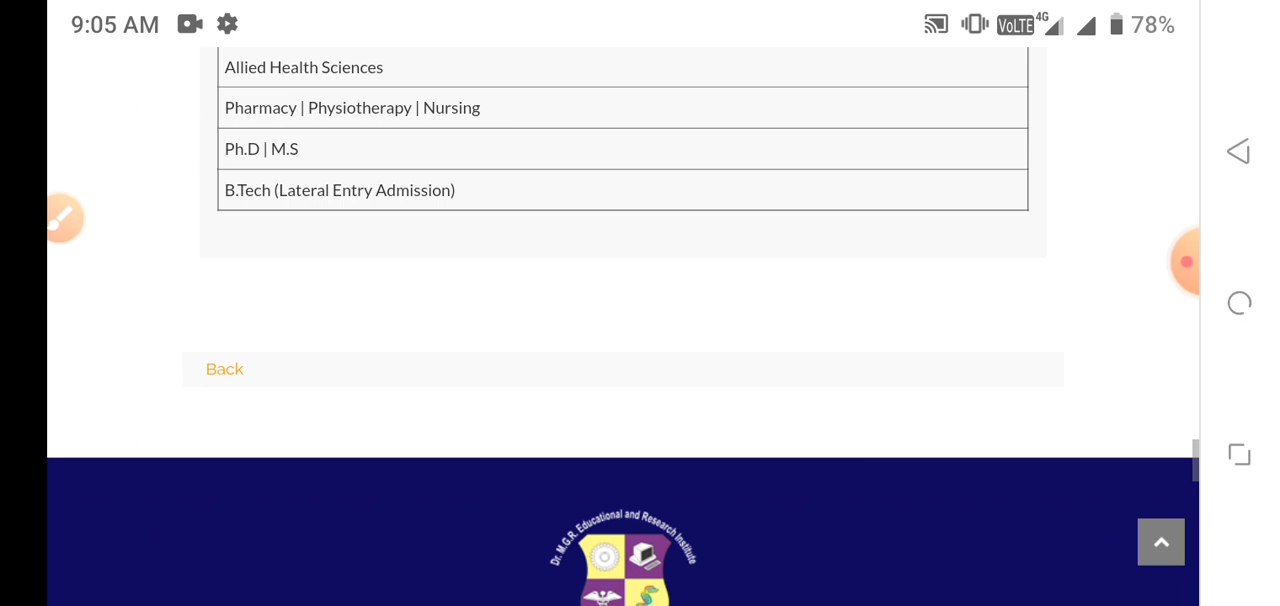 9:05 AM
VoLTE 4G 78%
Allied Health Sciences
Pharmacy | Physiotherapy | Nursing
Ph.D | M.S
B.Tech (Lateral Entry Admission)
Back
Dr. M.G.R. Educational and Research Institute